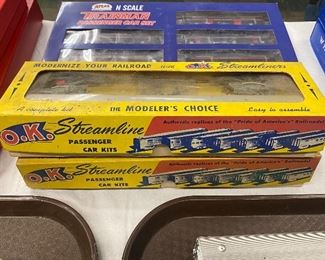 N SCALE
TRAINMAN
PASSENGER CAR SET
MODERNIZE YOUR RAILROAD
O.K. Streamliners
A complete kit THE MODELER'S CHOICE Easy to assemble
O.K. Streamline
PASSENGER
CAR KITS
Authentic replicas of the "Pride of America's" Railroads
O.K. Streamline
PASSENGER
CAR KITS
Authentic replicas of the "Pride of America's" Railroads